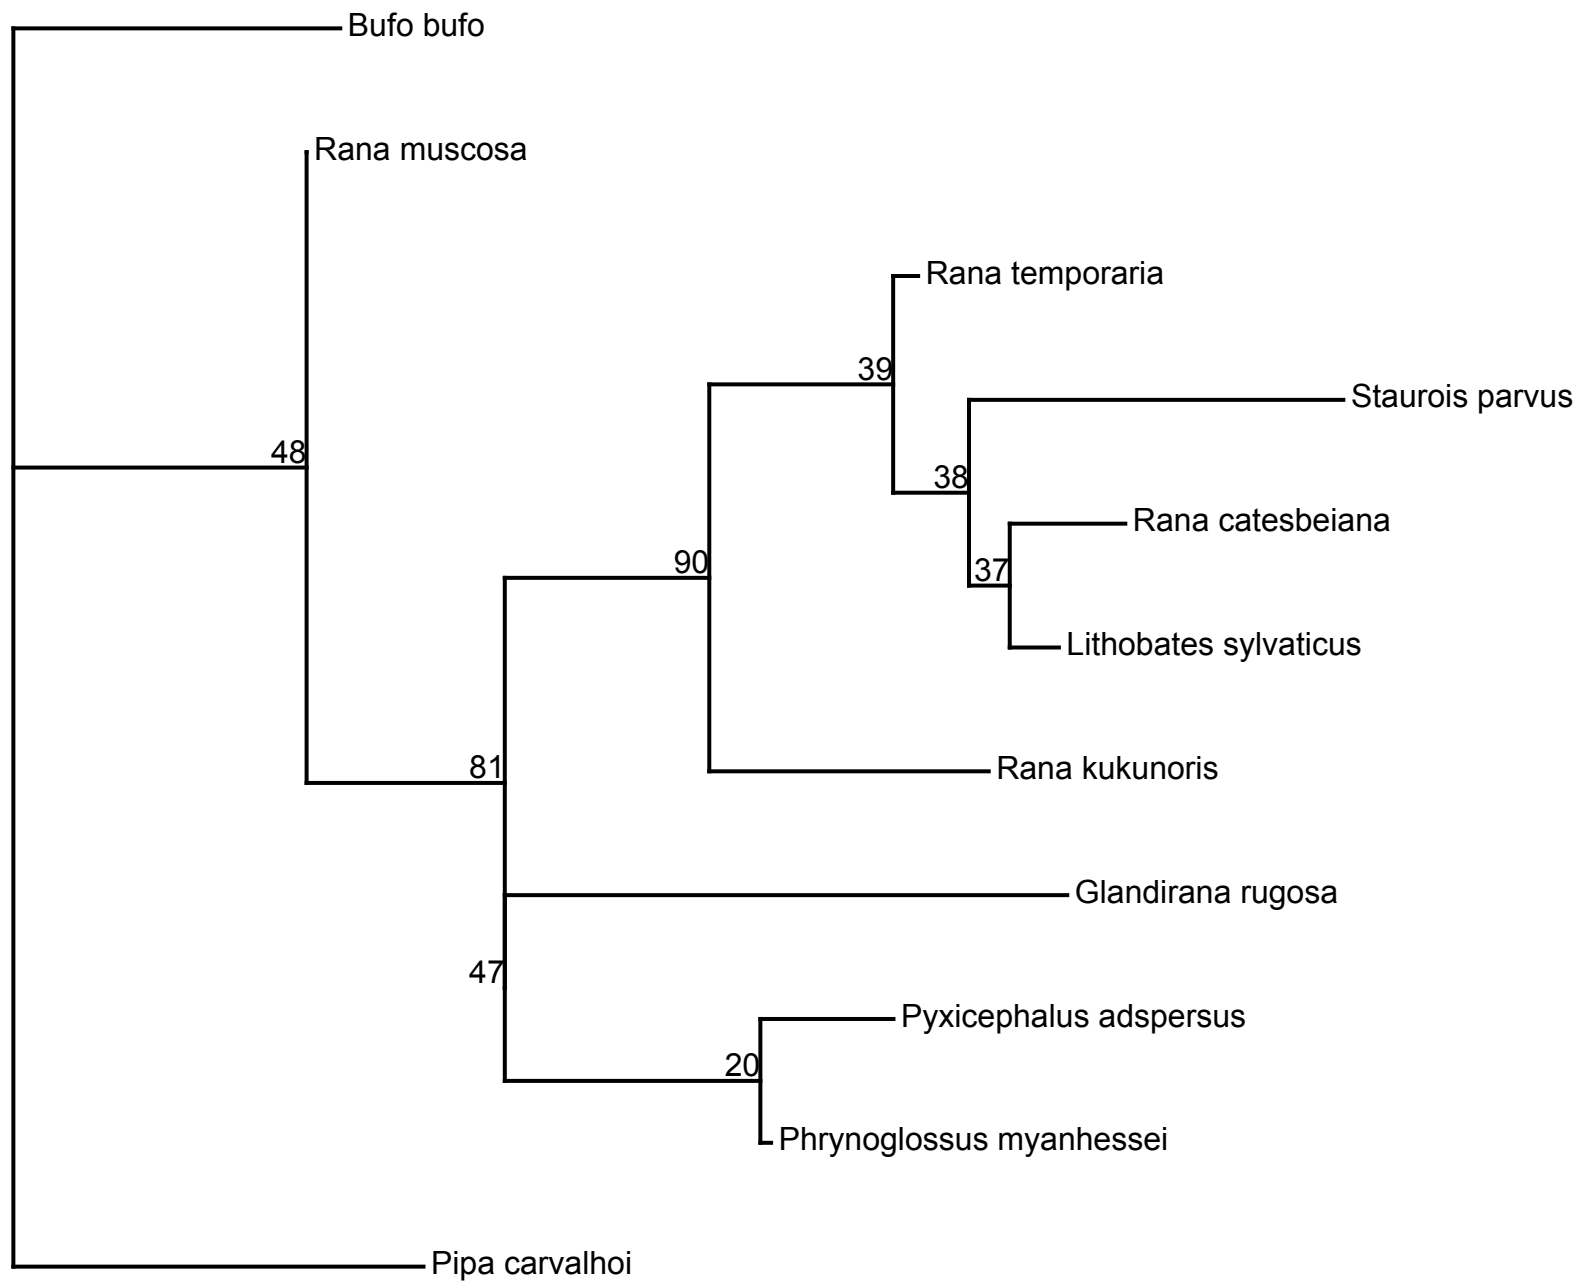 Bufo bufo
Rana muscosa
Rana temporaria
39
Staurois parvus
48
38
Rana catesbeiana
90
37
Lithobates sylvaticus
81
Rana kukunoris
Glandirana rugosa
47
Pyxicephalus adspersus
20
Phrynoglossus myanhessei
Pipa carvalhoi